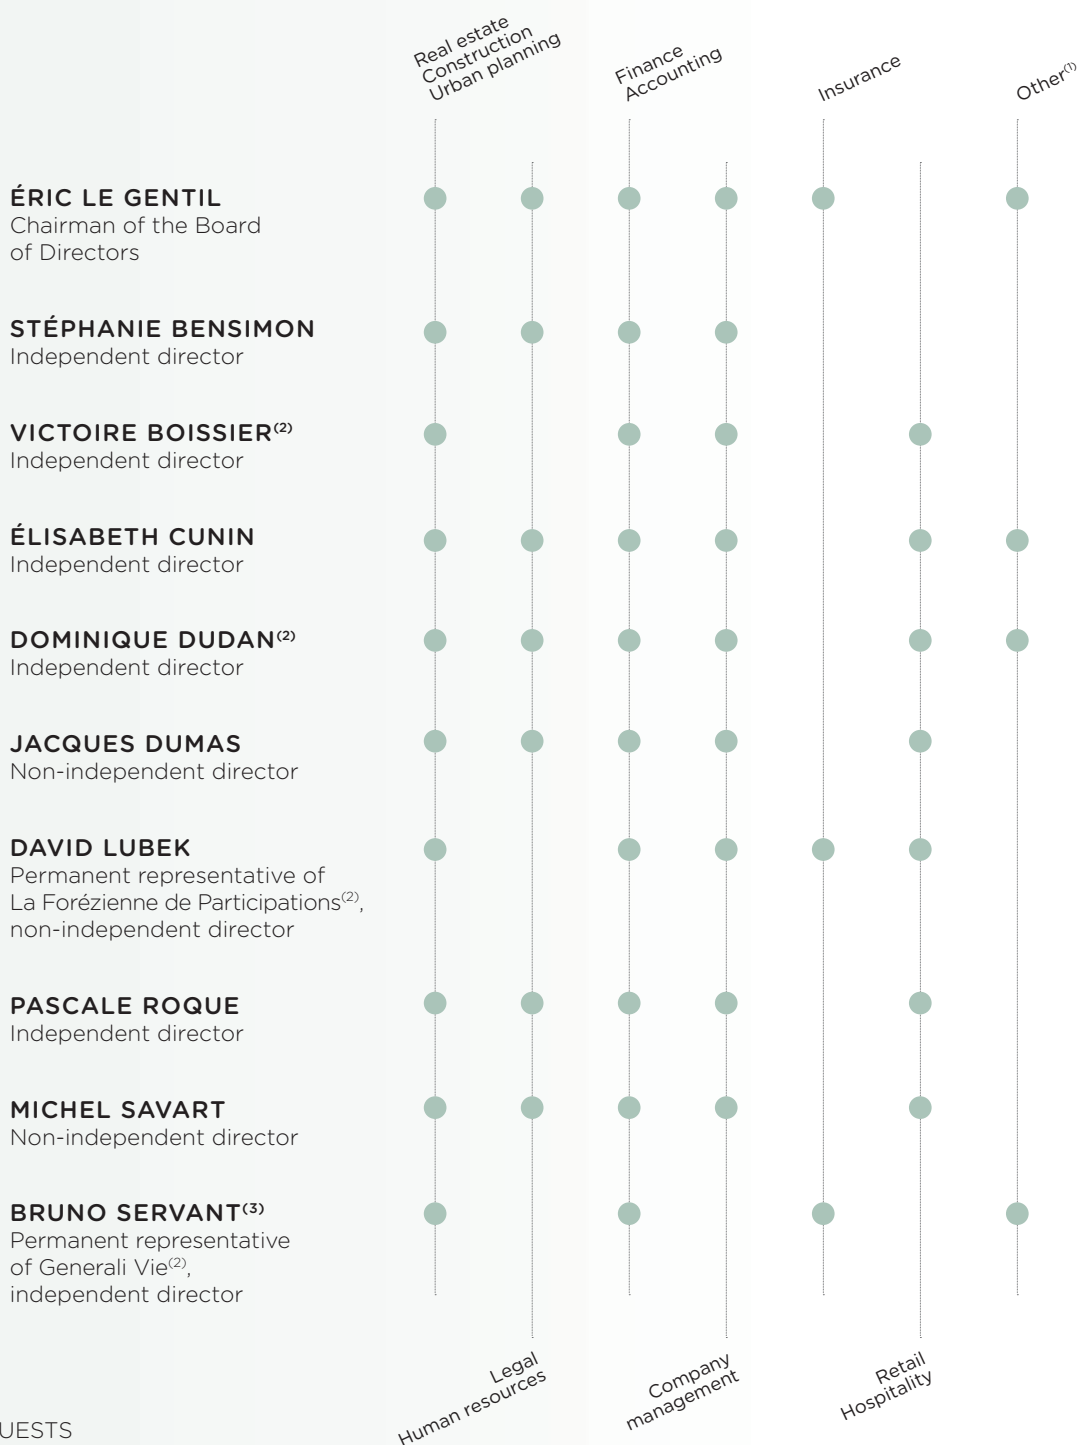 Real estate
Construction
Urban planning
Finance
Accounting
Insurance
Other(1)
ÉRIC LE GENTIL
Chairman of the Board
of Directors
STÉPHANIE BENSIMON
Independent director
VICTOIRE BOISSIER(2)
Independent director
ÉLISABETH CUNIN
Independent director
DOMINIQUE DUDAN(2)
Independent director
JACQUES DUMAS
Non-independent director
DAVID LUBEK
Permanent representative of
La Forézienne de Participations(2),
non-independent director
PASCALE ROQUE
Independent director
MICHEL SAVART
Non-independent director
BRUNO SERVANT(3)
Permanent representative
of Generali Vie(2),
independent director
Legal
Human resources
Company
management
Retail
Hospitality
UESTS